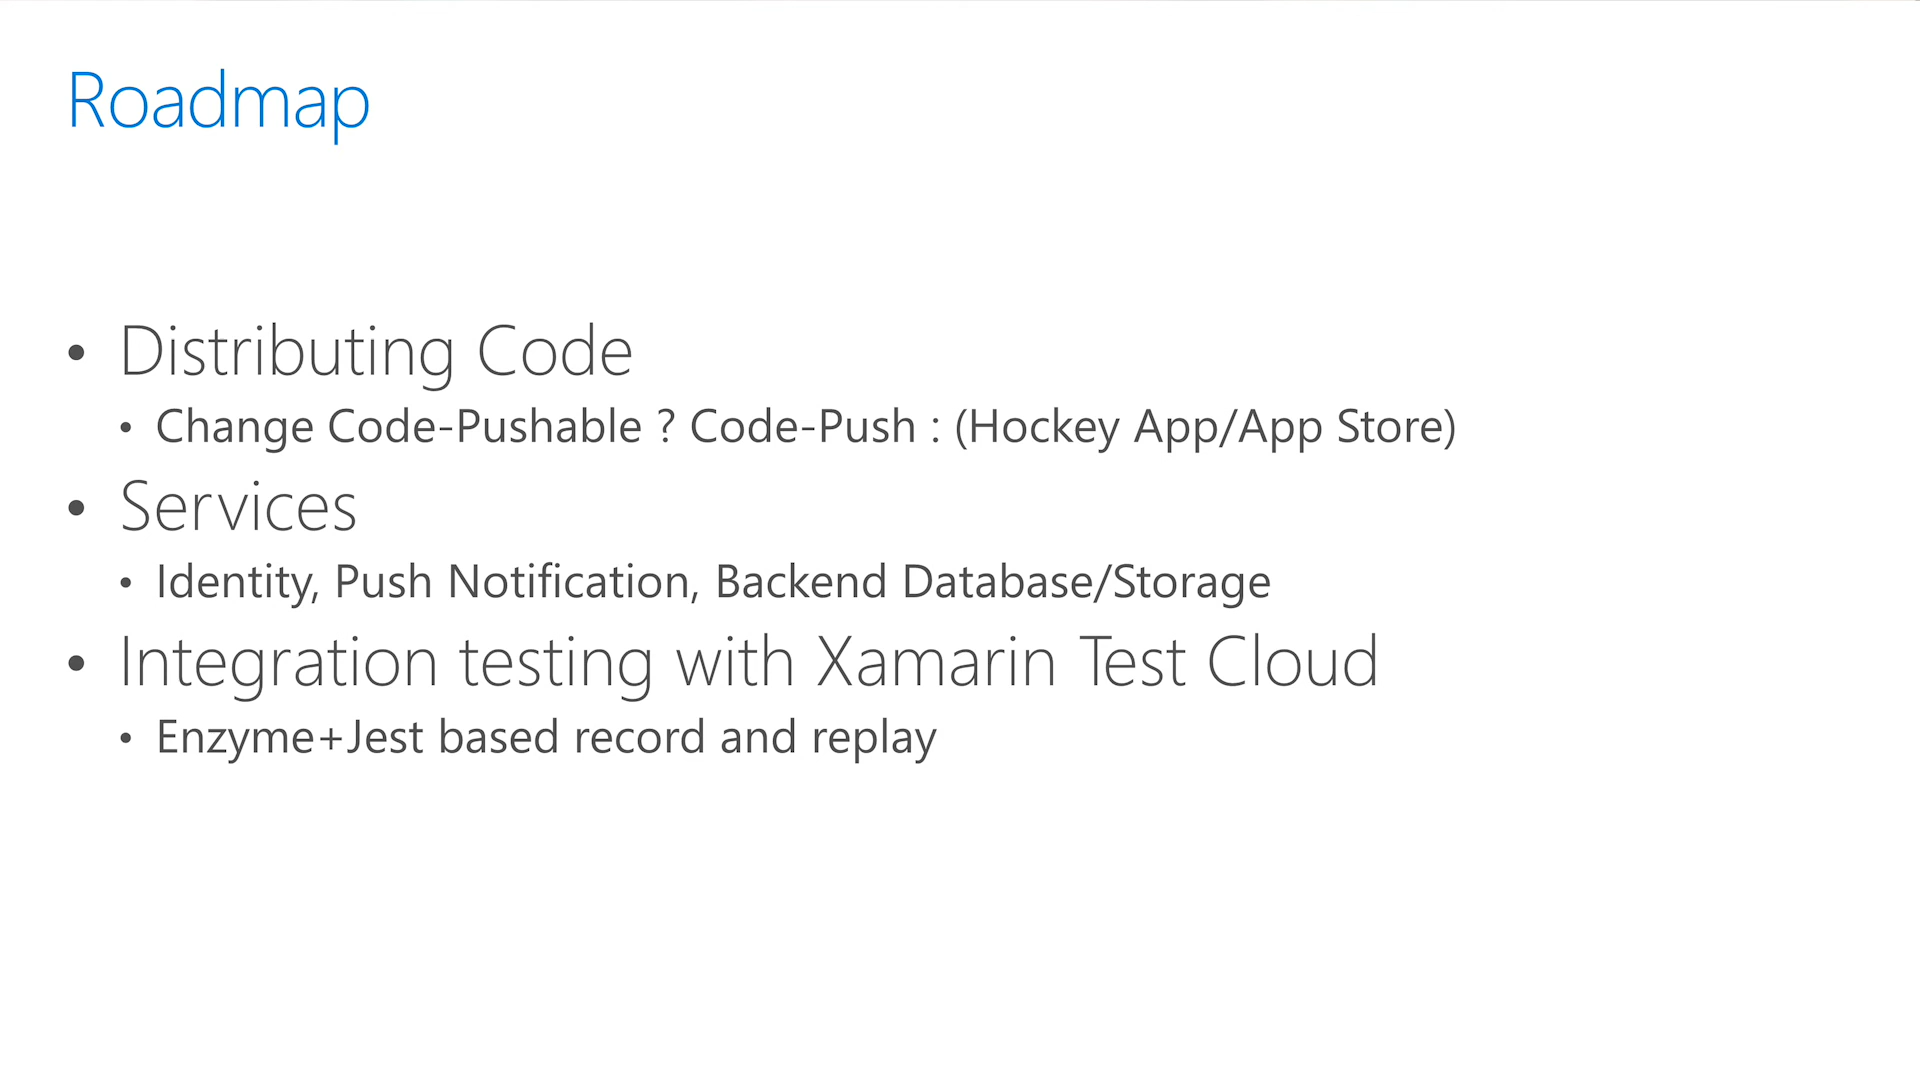 Roadmap
• Distributing Code
• Change Code-Pushable ? Code-Push : (Hockey App/App Store)
• Services
• Identity, Push Notification, Backend Database/Storage
• Integration testing with Xamarin Test Cloud
• Enzyme+Jest based record and replay